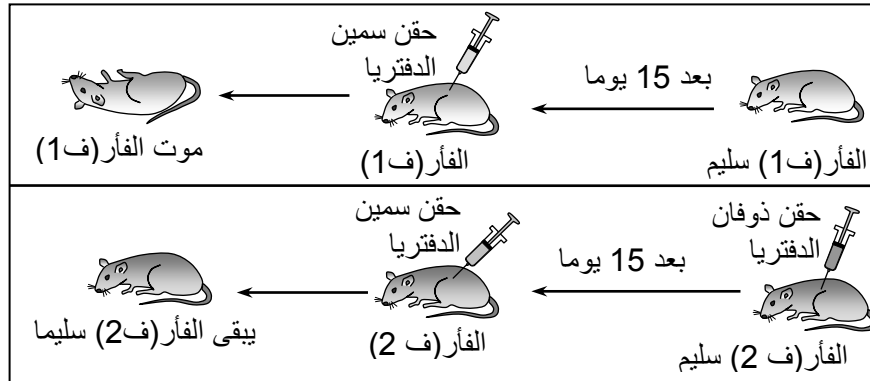 حقن سمين
الدفتريا
بعد 15 يوما
الفأر(ف1) سليم
الفأر(ف1)
موت الفأر(ف1)
حقن ذوفان
الدفتريا
حقن سمين
الدفتريا
بعد 15 يوما
الفأر(ف 2) سليم
الفأر(ف 2)
يبقى الفأر(ف2) سليما